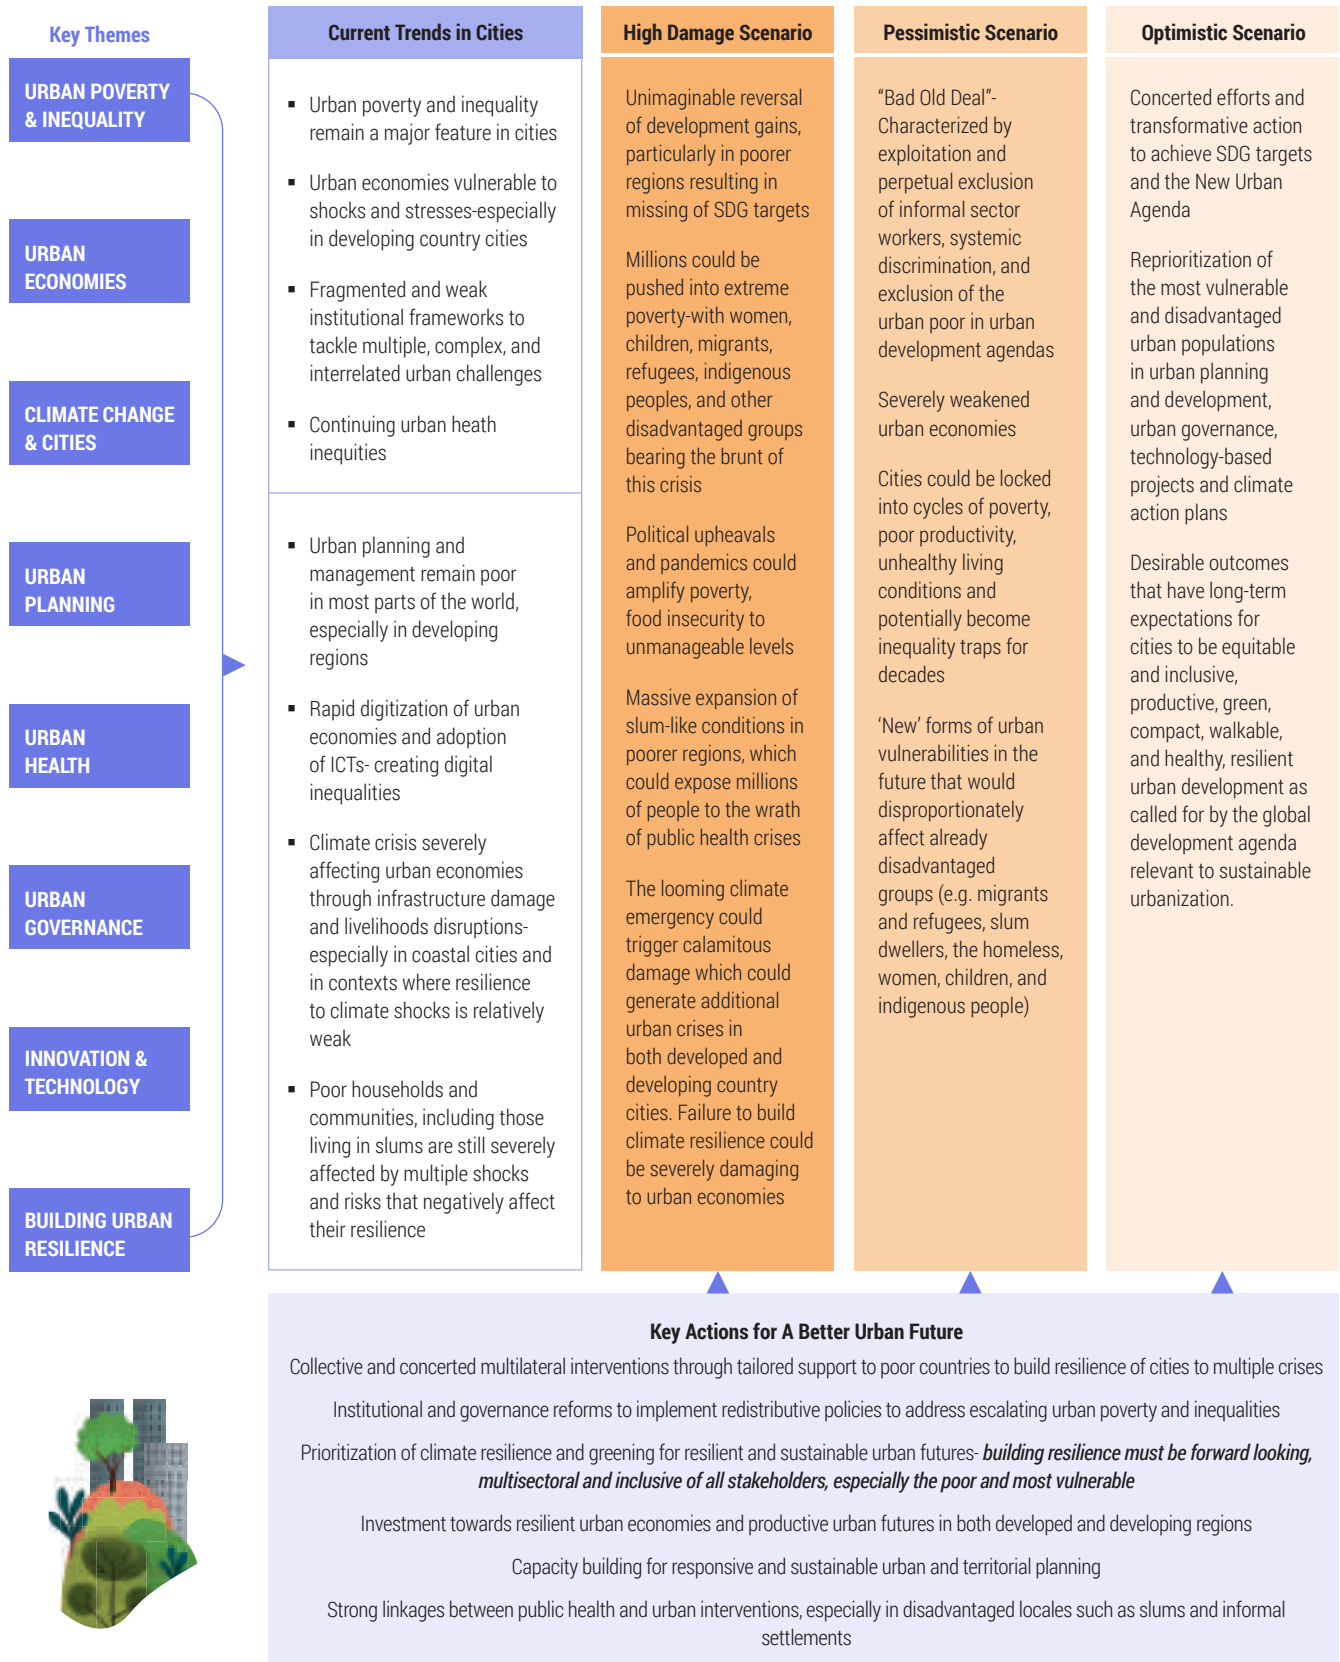 Key Themes
URBAN POVERTY
& INEQUALITY
URBAN
ECONOMIES
CLIMATE CHANGE
& CITIES
URBAN
PLANNING
URBAN
HEALTH
URBAN
GOVERNANCE
INNOVATION &
TECHNOLOGY
BUILDING URBAN
RESILIENCE
Current Trends in Cities
▪ Urban poverty and inequality
remain a major feature in cities
▪ Urban economies vulnerable to
shocks and stresses-especially
in developing country cities
▪ Fragmented and weak
institutional frameworks to
tackle multiple, complex, and
interrelated urban challenges
▪ Continuing urban heath
inequities
▪ Urban planning and
management remain poor
in most parts of the world,
especially in developing
regions
▪ Rapid digitization of urban
economies and adoption
of ICTs- creating digital
inequalities
▪ Climate crisis severely
affecting urban economies
through infrastructure damage
and livelihoods disruptions-
especially in coastal cities and
in contexts where resilience
to climate shocks is relatively
weak
▪ Poor households and
communities, including those
living in slums are still severely
affected by multiple shocks
and risks that negatively affect
their resilience
High Damage Scenario
Unimaginable reversal
of development gains,
particularly in poorer
regions resulting in
missing of SDG targets
Millions could be
pushed into extreme
poverty-with women,
children, migrants,
refugees, indigenous
peoples, and other
disadvantaged groups
bearing the brunt of
this crisis
Political upheavals
and pandemics could
amplify poverty,
food insecurity to
unmanageable levels
Massive expansion of
slum-like conditions in
poorer regions, which
could expose millions
of people to the wrath
of public health crises
The looming climate
emergency could
trigger calamitous
damage which could
generate additional
urban crises in
both developed and
developing country
cities. Failure to build
climate resilience could
be severely damaging
to urban economies
Pessimistic Scenario
“Bad Old Deal”-
Characterized by
exploitation and
perpetual exclusion
of informal sector
workers, systemic
discrimination, and
exclusion of the
urban poor in urban
development agendas
Severely weakened
urban economies
Cities could be locked
into cycles of poverty,
poor productivity,
unhealthy living
conditions and
potentially become
inequality traps for
decades
‘New’ forms of urban
vulnerabilities in the
future that would
disproportionately
affect already
disadvantaged
groups (e.g. migrants
and refugees, slum
dwellers, the homeless,
women, children, and
indigenous people)
Optimistic Scenario
Concerted efforts and
transformative action
to achieve SDG targets
and the New Urban
Agenda
Reprioritization of
the most vulnerable
and disadvantaged
urban populations
in urban planning
and development,
urban governance,
technology-based
projects and climate
action plans
Desirable outcomes
that have long-term
expectations for
cities to be equitable
and inclusive,
productive, green,
compact, walkable,
and healthy, resilient
urban development as
called for by the global
development agenda
relevant to sustainable
urbanization.
Key Actions for A Better Urban Future
Collective and concerted multilateral interventions through tailored support to poor countries to build resilience of cities to multiple crises
Institutional and governance reforms to implement redistributive policies to address escalating urban poverty and inequalities
Prioritization of climate resilience and greening for resilient and sustainable urban futures- building resilience must be forward looking,
multisectoral and inclusive of all stakeholders, especially the poor and most vulnerable
Investment towards resilient urban economies and productive urban futures in both developed and developing regions
Capacity building for responsive and sustainable urban and territorial planning
Strong linkages between public health and urban interventions, especially in disadvantaged locales such as slums and informal
settlements